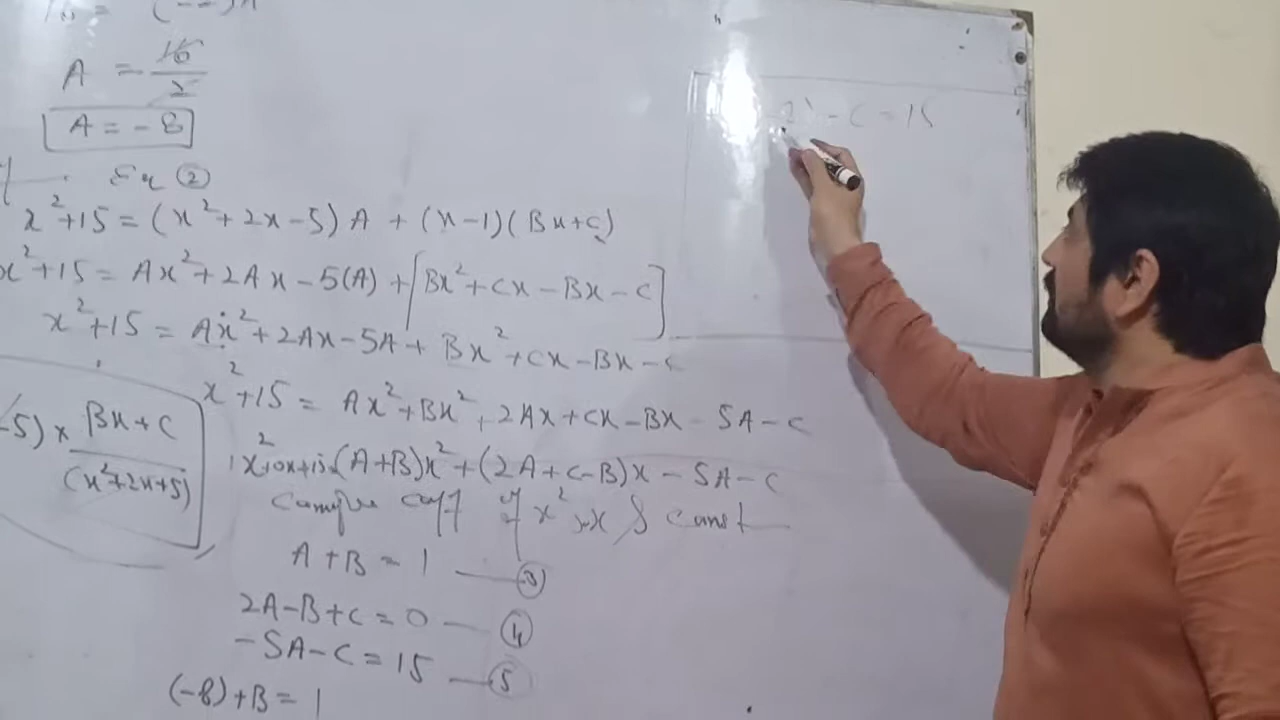 A = 16/2
A = -8
Eq ②
x²+15 = (x²+2x-5)A + (x-1)(Bx+C)
x²+15 = Ax²+2Ax-5(A)+[Bx²+Cx-Bx-C]
x²+15 = Ax²+2Ax-5A+Bx²+Cx-Bx-C
x²+15 = Ax²+Bx²+2Ax+Cx-Bx-5A-C
1x²+0x+15=(A+B)x²+(2A+C-B)x-5A-C
-5)× Bx+C/(x²+2x+5)
of x², x & const
A+B = 1 — ③
2A-B+C=0 — ④
-5A-C = 15 — ⑤
(-8)+B = 1
-C = 15